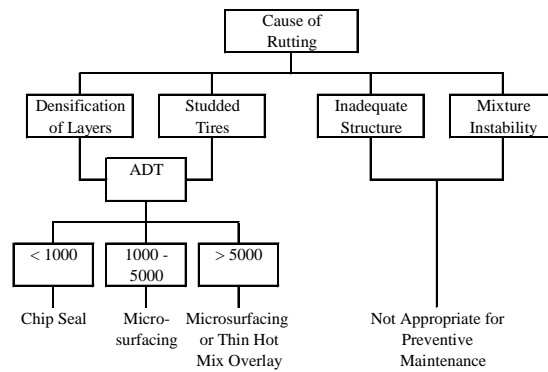 Cause of
Rutting
Densification
of Layers
Studded
Tires
Inadequate
Structure
Mixture
Instability
ADT
< 1000
1000 -
5000
> 5000
Chip Seal
Micro-
surfacing
Microsurfacing
or Thin Hot
Mix Overlay
Not Appropriate for
Preventive
Maintenance